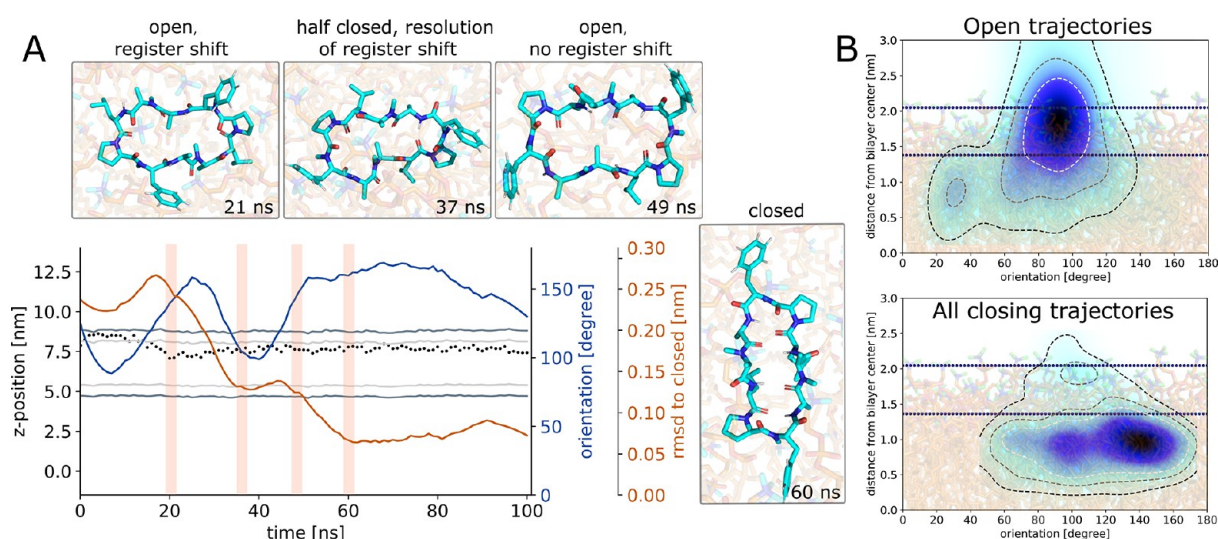 A
open,
register shift
half closed, resolution
of register shift
open,
no register shift
21 ns
37 ns
49 ns
closed
60 ns
z-position [nm]
12.5
10.0
7.5
5.0
2.5
0.0
0
20
40
60
80
100
time [ns]
150
100
50
0
orientation [degree]
0.30
0.25
0.20
0.15
0.10
0.05
0.00
rmsd to closed [nm]
B
Open trajectories
distance from bilayer center [nm]
3.0
2.5
2.0
1.5
1.0
0.5
0.0
0
20
40
60
80
100
120
140
160
180
orientation [degree]
All closing trajectories
distance from bilayer center [nm]
3.0
2.5
2.0
1.5
1.0
0.5
0.0
0
20
40
60
80
100
120
140
160
180
orientation [degree]